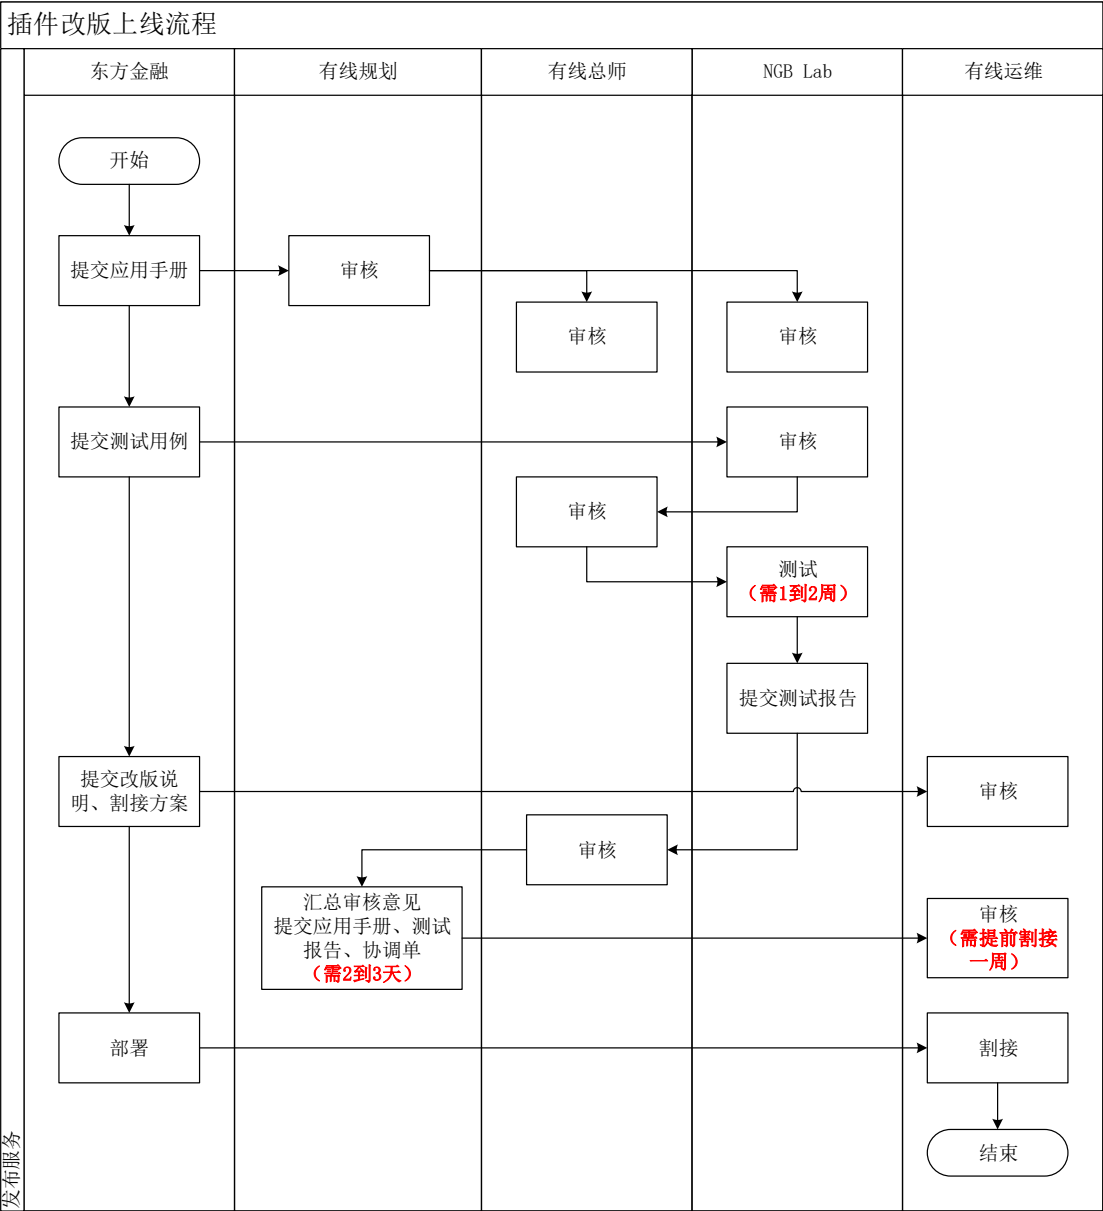 插件改版上线流程
东方金融
有线规划
有线总师
NGB Lab
有线运维
开始
提交应用手册
审核
审核
审核
提交测试用例
审核
审核
测试
（需1到2周）
提交测试报告
提交改版说
明、割接方案
审核
审核
汇总审核意见
提交应用手册、测试
报告、协调单
（需2到3天）
审核
（需提前割接
一周）
部署
割接
结束
发布服务